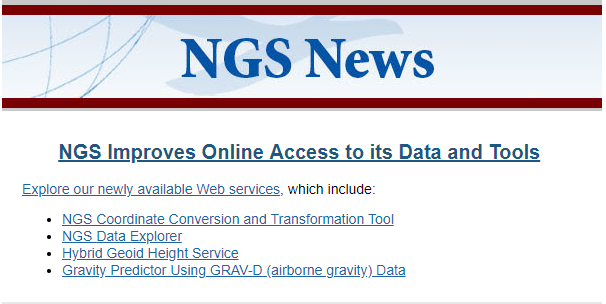 NGS News
NGS Improves Online Access to its Data and Tools
Explore our newly available Web services, which include:
NGS Coordinate Conversion and Transformation Tool
NGS Data Explorer
Hybrid Geoid Height Service
Gravity Predictor Using GRAV-D (airborne gravity) Data